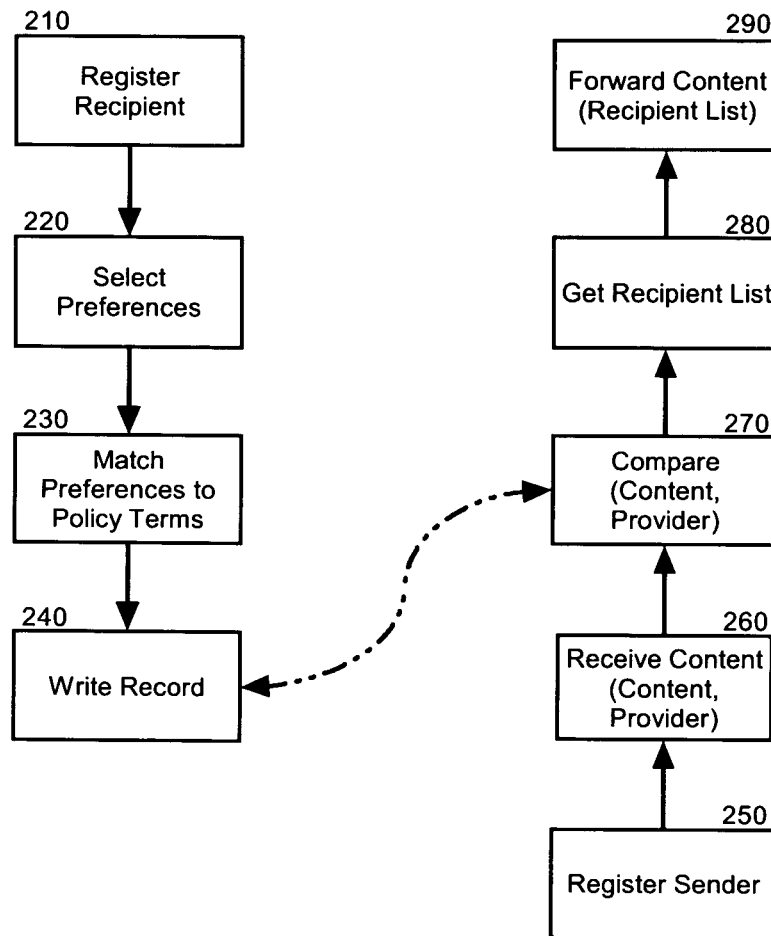 210
Register
Recipient
220
Select
Preferences
230
Match
Preferences to
Policy Terms
240
Write Record
290
Forward Content
(Recipient List)
280
Get Recipient List
270
Compare
(Content,
Provider)
260
Receive Content
(Content,
Provider)
250
Register Sender